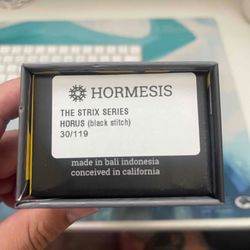 HORMESIS
THE STRIX SERIES
HORUS (black stitch)
30/119
made in bali indonesia
conceived in california